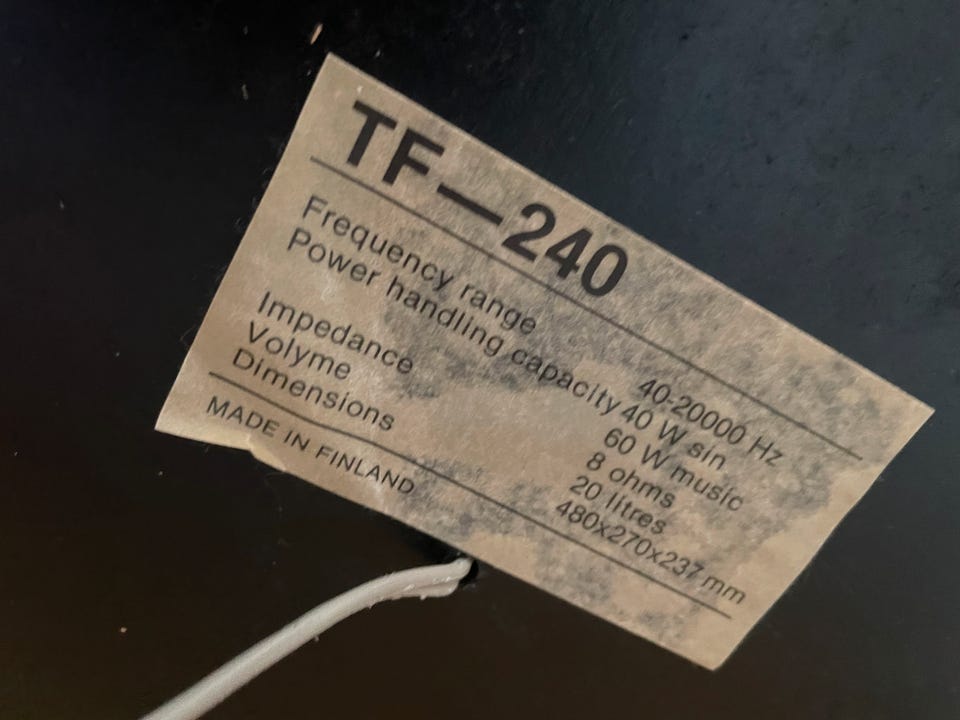 TF—240
Frequency range 40-20000 Hz
Power handling capacity 40 W sin
60 W music
Impedance 8 ohms
Volyme 20 litres
Dimensions 480x270x237 mm
MADE IN FINLAND